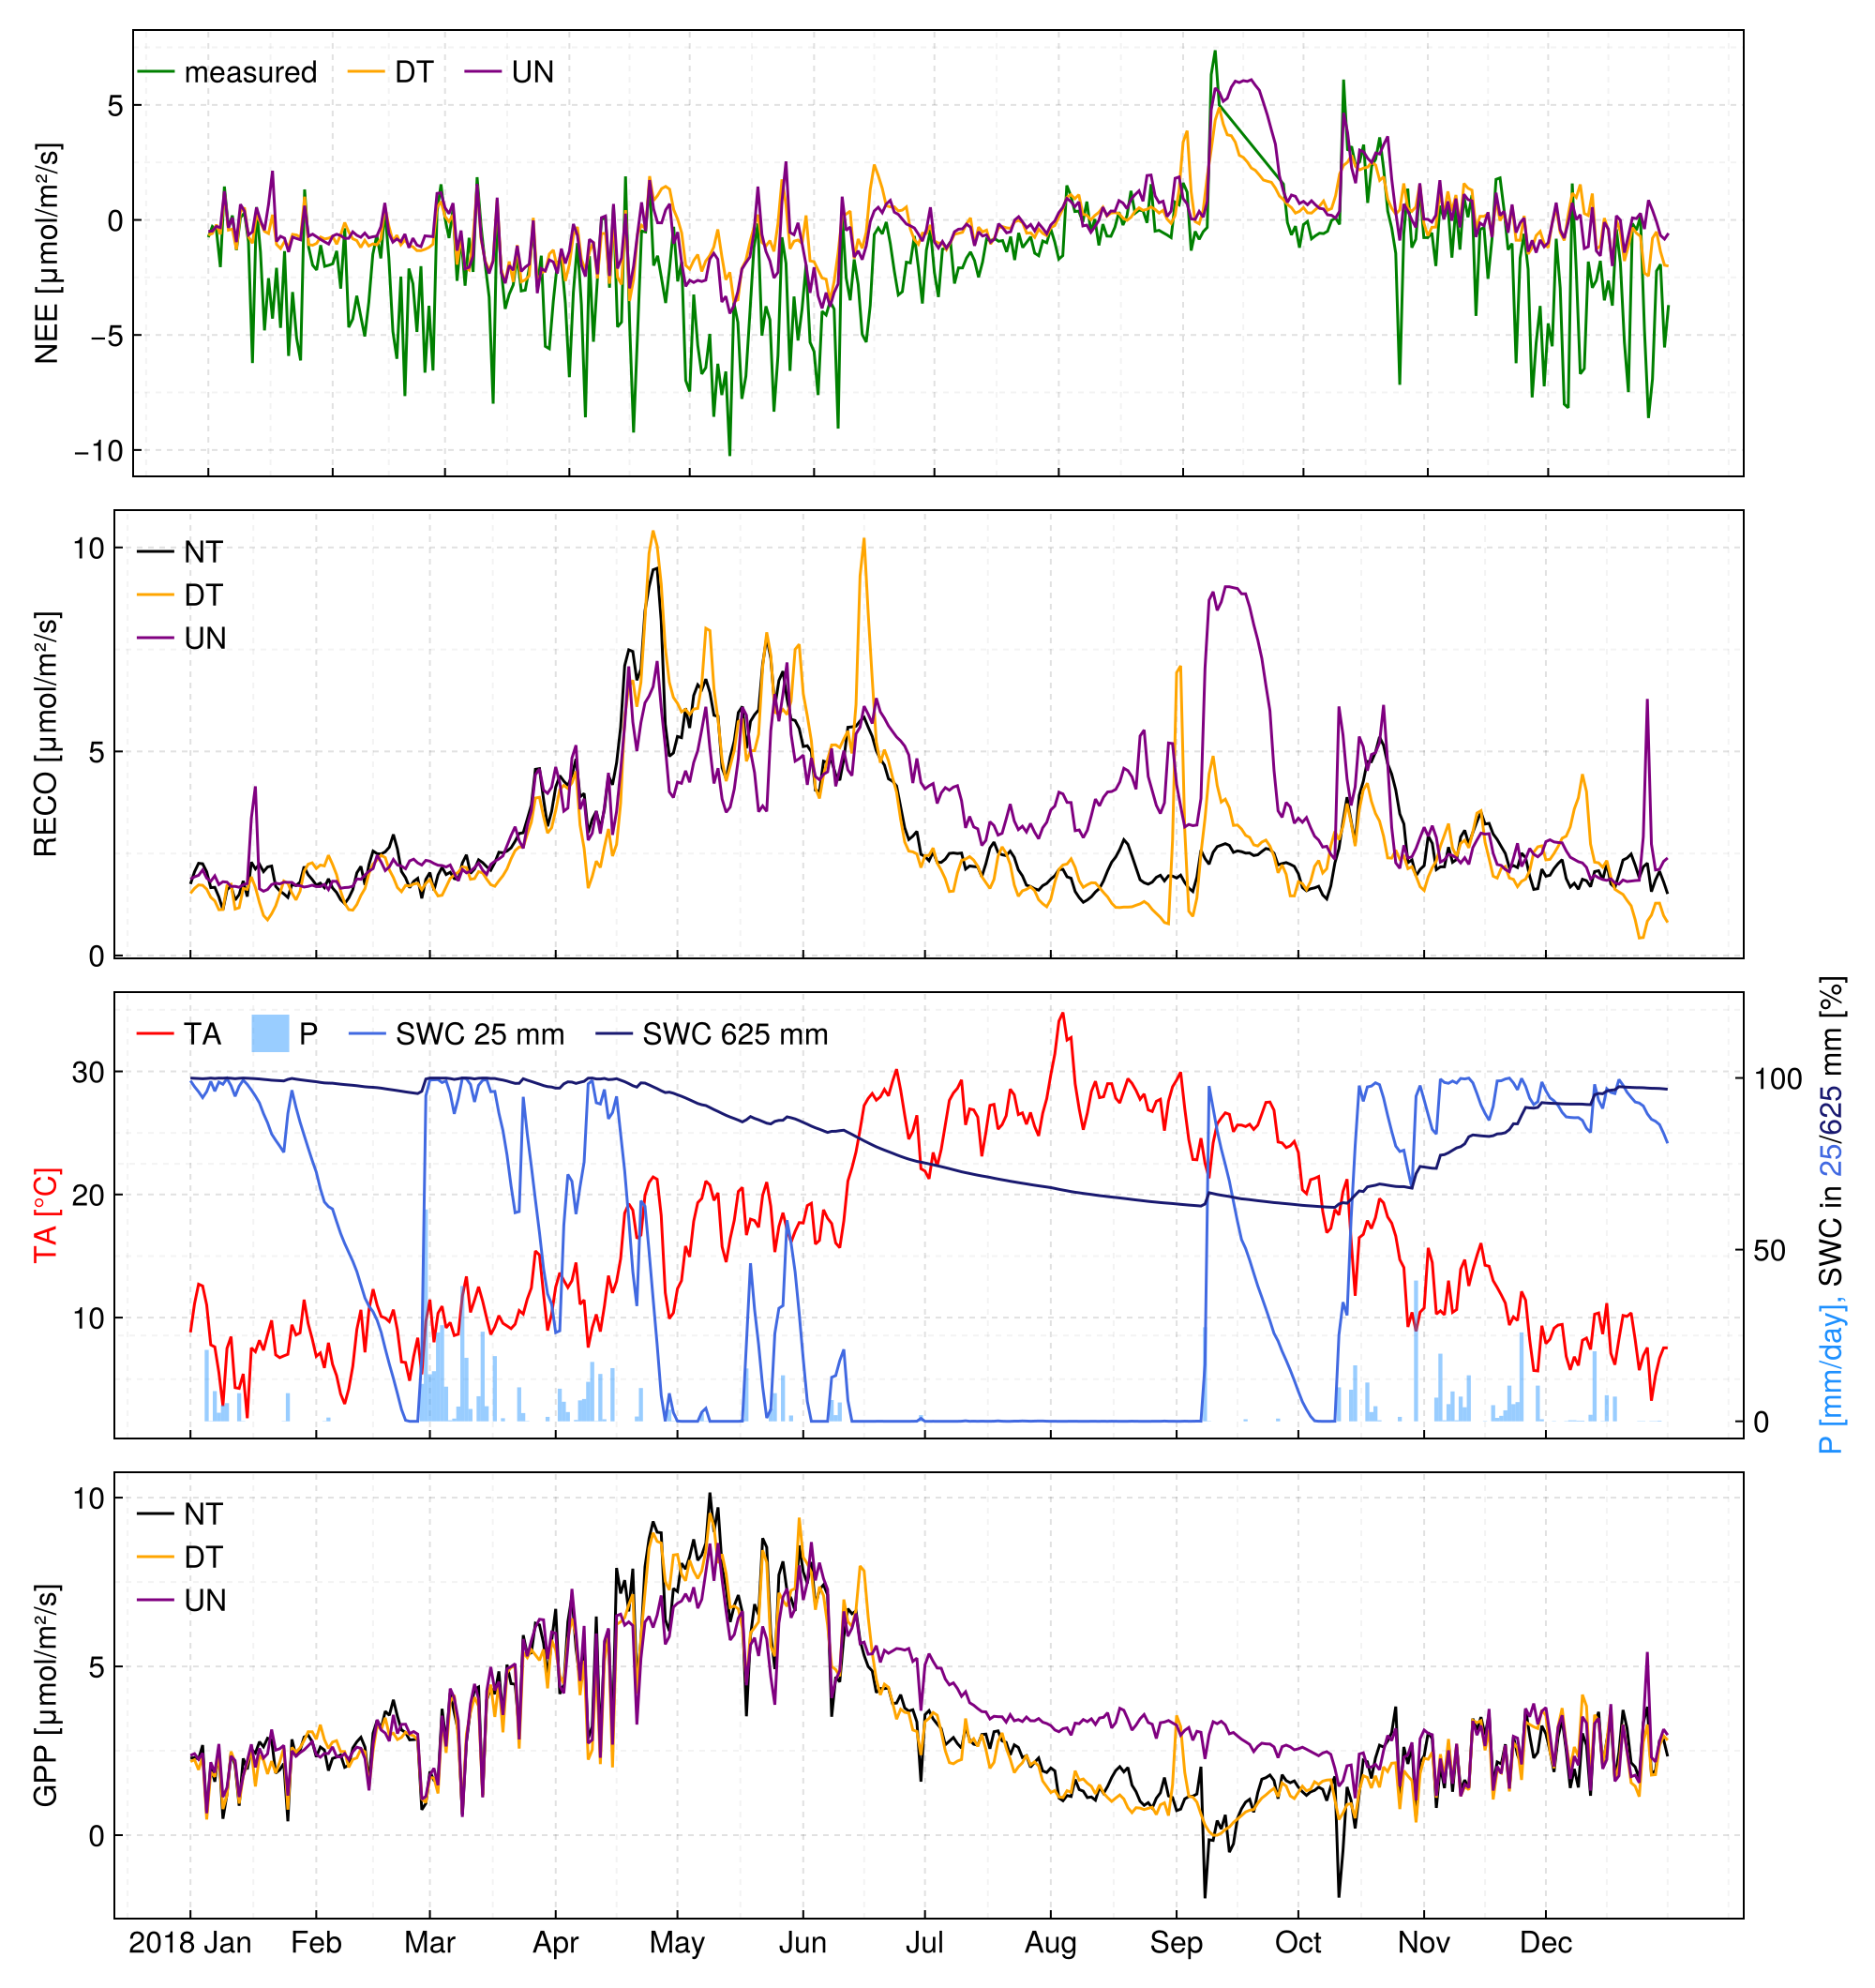 measured DT UN
5
0
−5
−10
NEE [µmol/m²/s]
NT
DT
UN
10
5
0
RECO [µmol/m²/s]
TA P SWC 25 mm SWC 625 mm
30
20
10
TA [°C]
100
50
0
P [mm/day], SWC in 25/625 mm [%]
NT
DT
UN
10
5
0
GPP [µmol/m²/s]
2018 Jan Feb Mar Apr May Jun Jul Aug Sep Oct Nov Dec